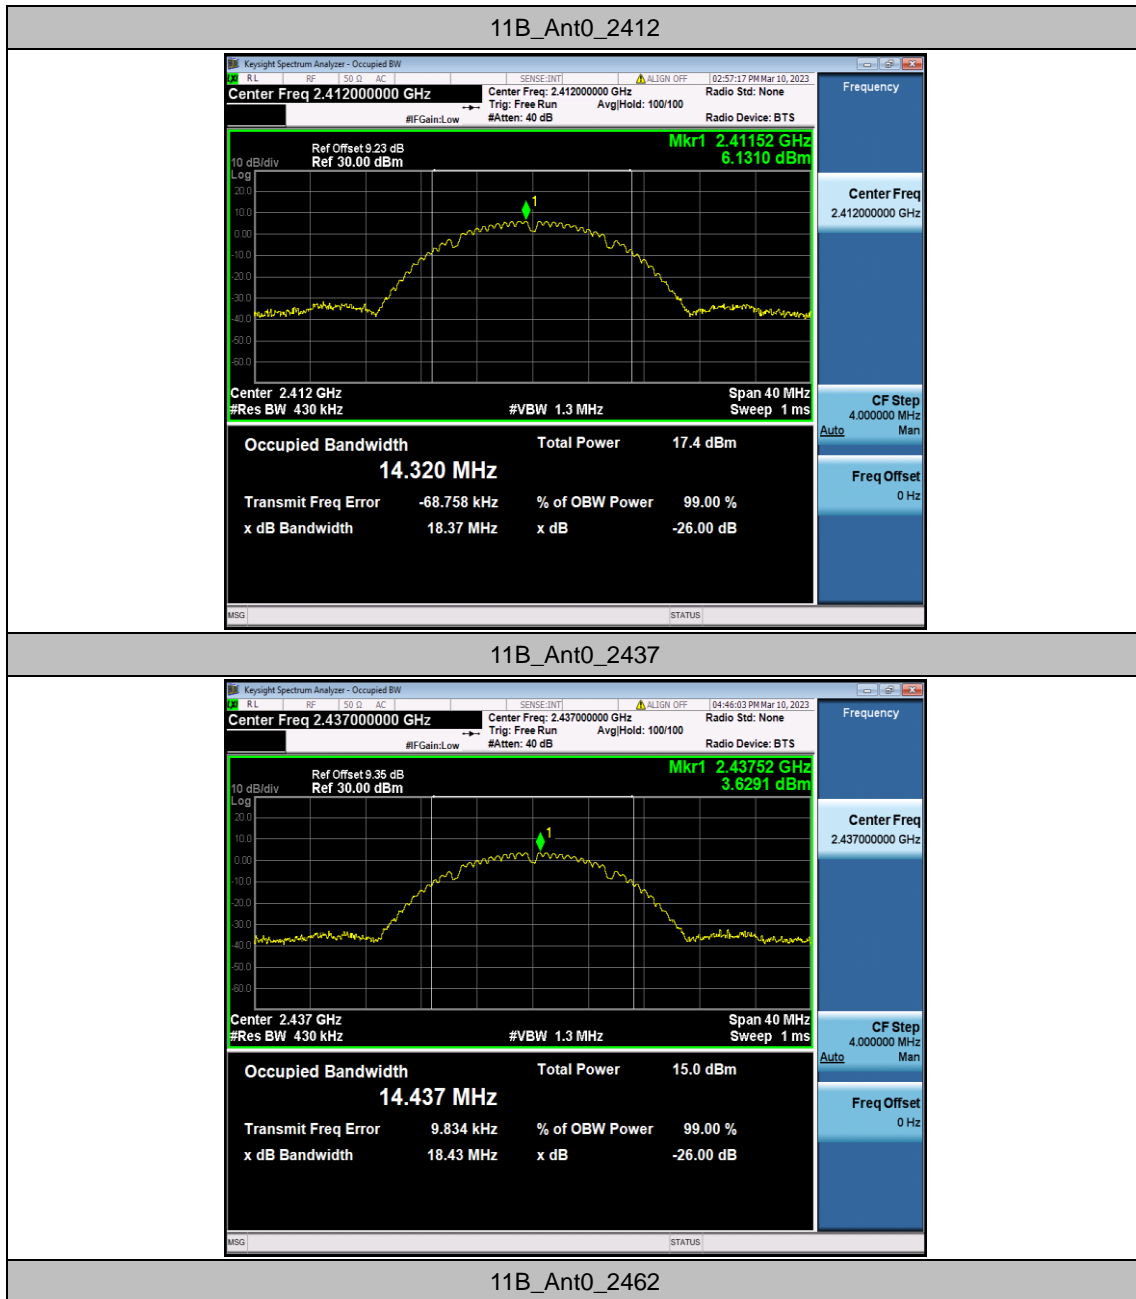 11B_Ant0_2412
Keysight Spectrum Analyzer - Occupied BW
RL RF 50 Ω AC SENSE:INT ALIGN OFF 02:57:17 PM Mar 10, 2023
Center Freq 2.412000000 GHz Center Freq: 2.412000000 GHz Radio Std: None
Trig: Free Run Avg|Hold: 100/100
#IFGain:Low #Atten: 40 dB Radio Device: BTS
Frequency
Mkr1 2.41152 GHz
Ref Offset 9.23 dB
10 dB/div Ref 30.00 dBm 6.1310 dBm
Log
20.0
10.0
0.00
-10.0
-20.0
-30.0
-40.0
-50.0
-60.0
1
Center 2.412 GHz Span 40 MHz
#Res BW 430 kHz #VBW 1.3 MHz Sweep 1 ms
Center Freq
2.412000000 GHz
CF Step
4.000000 MHz
Auto Man
Freq Offset
0 Hz
Occupied Bandwidth Total Power 17.4 dBm
14.320 MHz
Transmit Freq Error -68.758 kHz % of OBW Power 99.00 %
x dB Bandwidth 18.37 MHz x dB -26.00 dB
MSG STATUS
11B_Ant0_2437
Keysight Spectrum Analyzer - Occupied BW
RL RF 50 Ω AC SENSE:INT ALIGN OFF 04:46:03 PM Mar 10, 2023
Center Freq 2.437000000 GHz Center Freq: 2.437000000 GHz Radio Std: None
Trig: Free Run Avg|Hold: 100/100
#IFGain:Low #Atten: 40 dB Radio Device: BTS
Frequency
Mkr1 2.43752 GHz
Ref Offset 9.35 dB
10 dB/div Ref 30.00 dBm 3.6291 dBm
Log
20.0
10.0
0.00
-10.0
-20.0
-30.0
-40.0
-50.0
-60.0
1
Center 2.437 GHz Span 40 MHz
#Res BW 430 kHz #VBW 1.3 MHz Sweep 1 ms
Center Freq
2.437000000 GHz
CF Step
4.000000 MHz
Auto Man
Freq Offset
0 Hz
Occupied Bandwidth Total Power 15.0 dBm
14.437 MHz
Transmit Freq Error 9.834 kHz % of OBW Power 99.00 %
x dB Bandwidth 18.43 MHz x dB -26.00 dB
MSG STATUS
11B_Ant0_2462